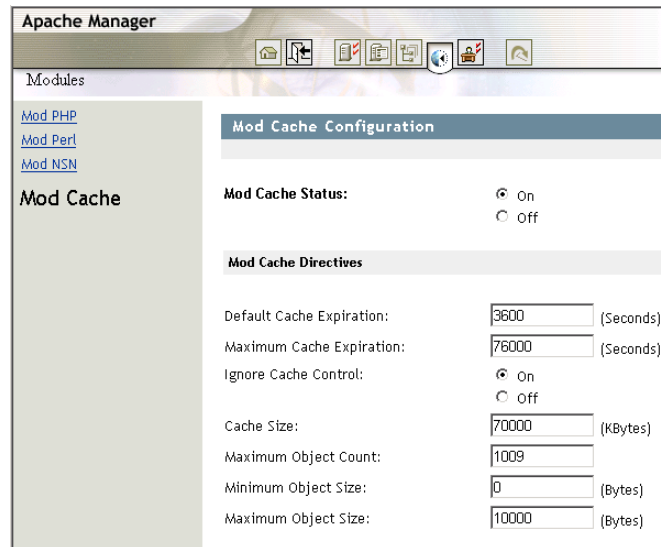 Apache Manager
Modules
Mod PHP
Mod Perl
Mod NSN
Mod Cache
Mod Cache Configuration
Mod Cache Status:
On
Off
Mod Cache Directives
Default Cache Expiration: 3600 (Seconds)
Maximum Cache Expiration: 76000 (Seconds)
Ignore Cache Control:
On
Off
Cache Size: 70000 (KBytes)
Maximum Object Count: 1009
Minimum Object Size: 0 (Bytes)
Maximum Object Size: 10000 (Bytes)